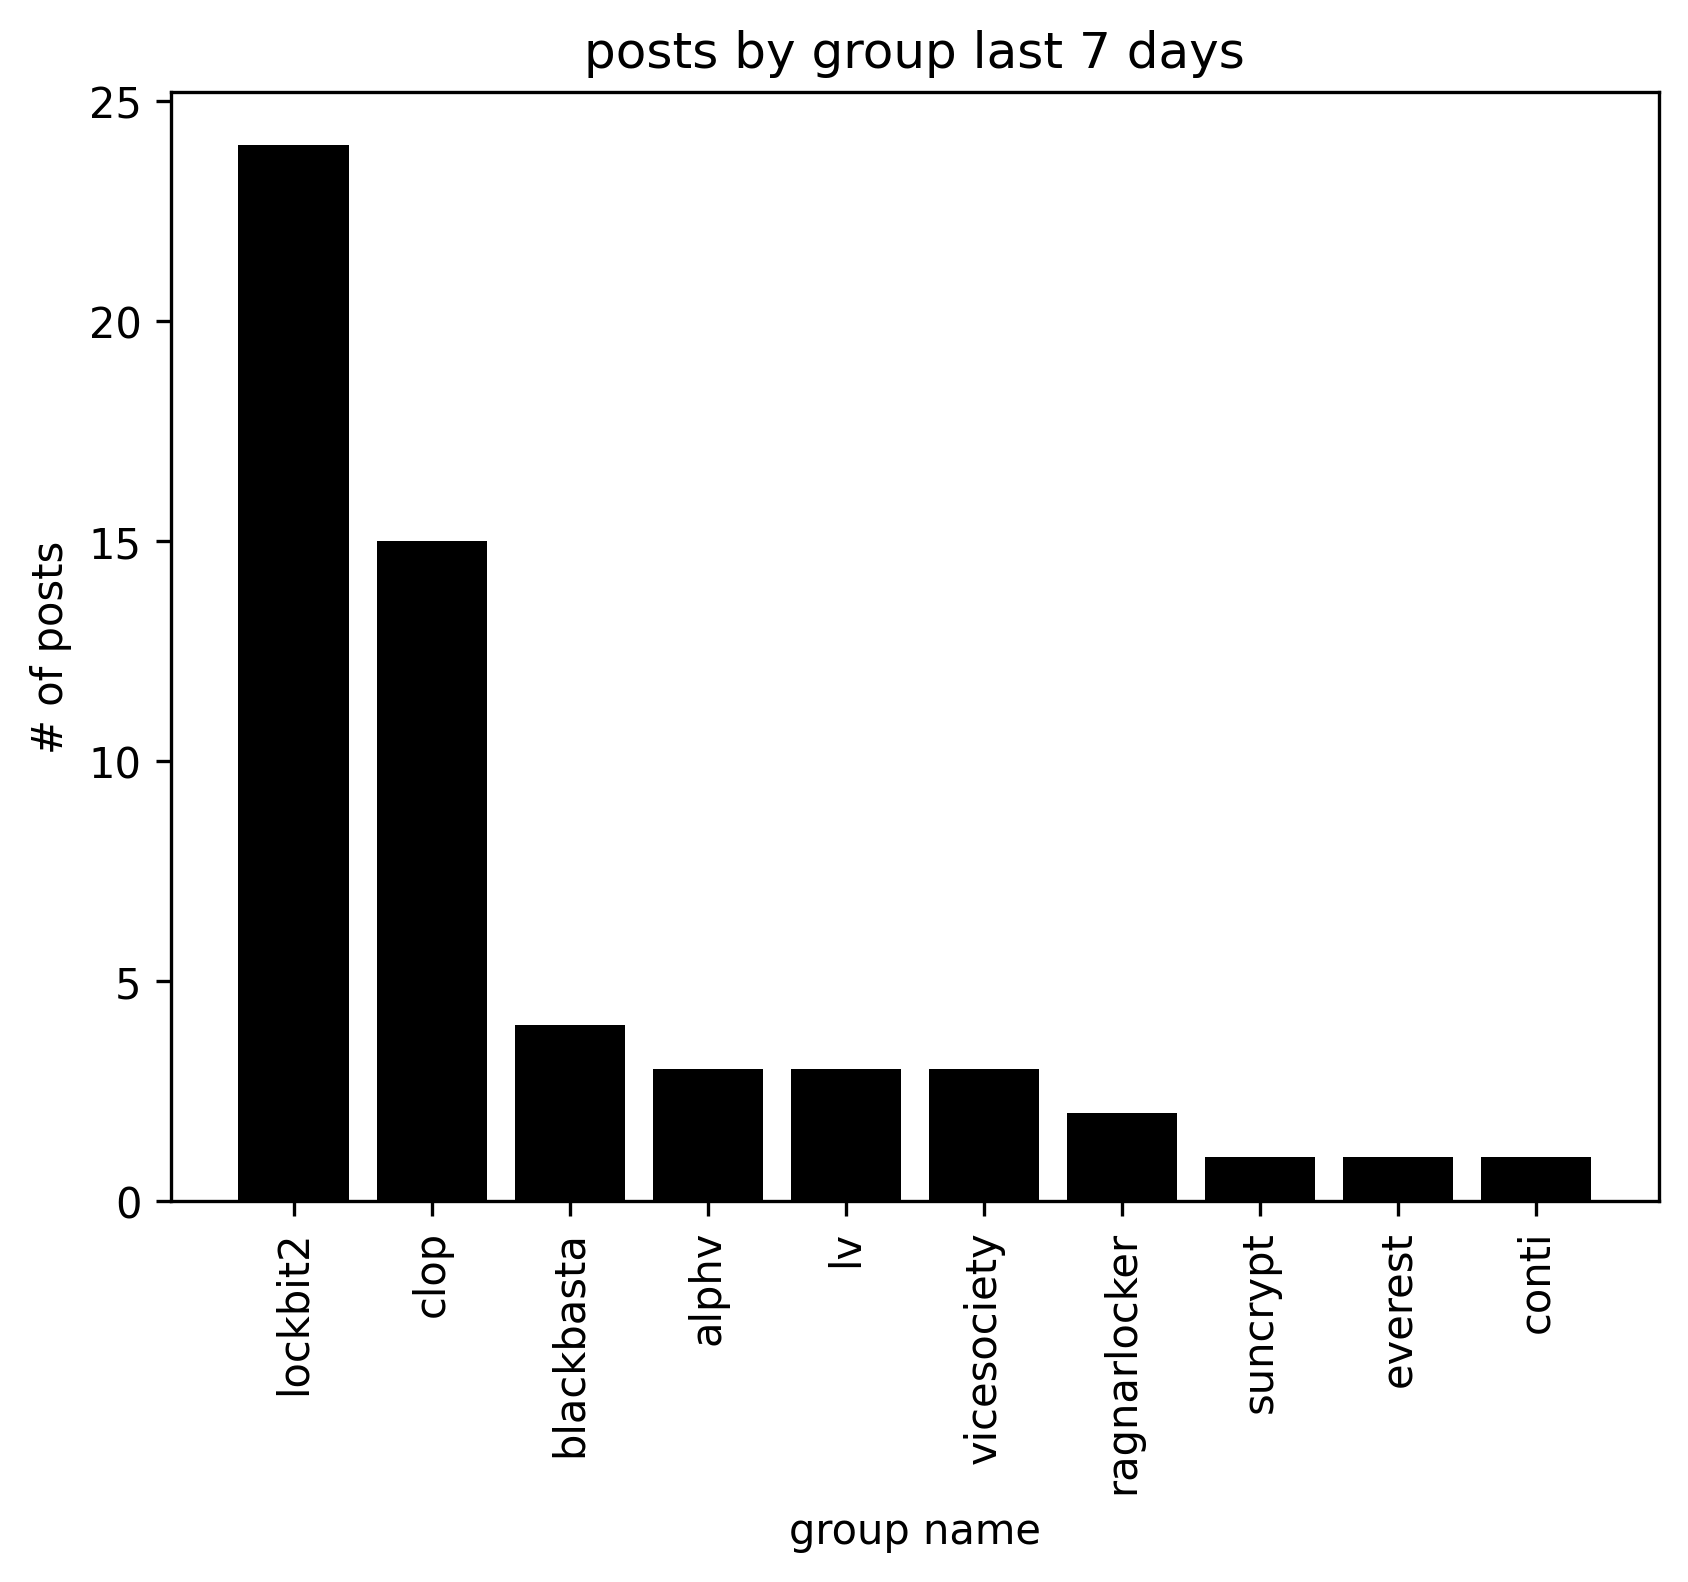 posts by group last 7 days
# of posts
25
20
15
10
5
0
lockbit2
clop
blackbasta
alphv
lv
vicesociety
ragnarlocker
suncrypt
everest
conti
group name